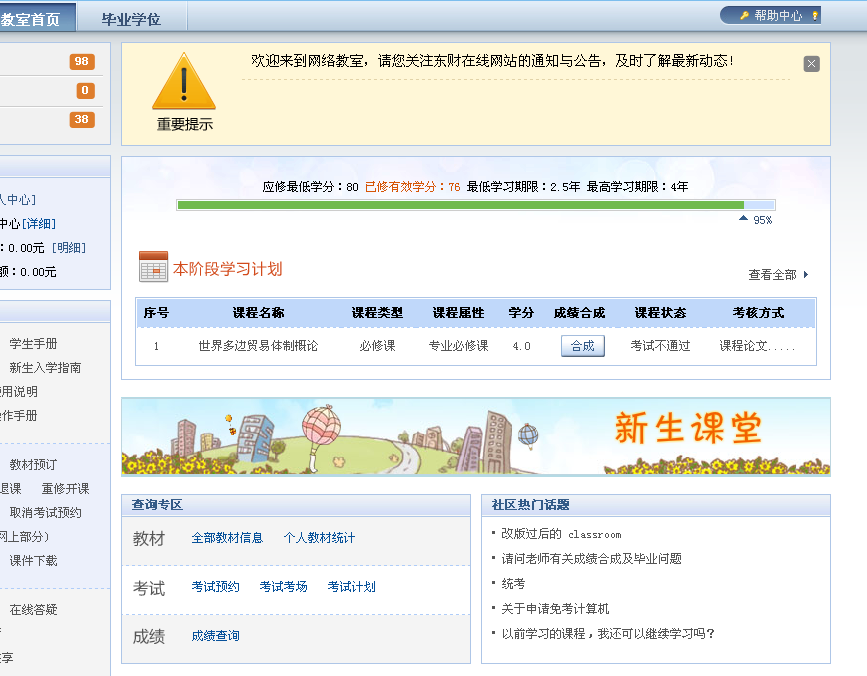 教室首页 毕业学位 帮助中心
98
0
38
欢迎来到网络教室，请您关注东财在线网站的通知与公告，及时了解最新动态！
重要提示
人中心]
中心[详细]
：0.00元 [明细]
额：0.00元
应修最低学分：80 已修有效学分：76 最低学习期限：2.5年 最高学习期限：4年
95%
本阶段学习计划
查看全部
序号 课程名称 课程类型 课程属性 学分 成绩合成 课程状态 考核方式
1 世界多边贸易体制概论 必修课 专业必修课 4.0 合成 考试不通过 课程论文.....
学生手册
新生入学指南
使用说明
操作手册
教材预订
退课 重修开课
取消考试预约
网上部分）
课件下载
在线答疑
享
新生课堂
查询专区
教材 全部教材信息 个人教材统计
考试 考试预约 考试考场 考试计划
成绩 成绩查询
社区热门话题
• 改版过后的 classroom
• 请问老师有关成绩合成及毕业问题
• 统考
• 关于申请免考计算机
• 以前学习的课程，我还可以继续学习吗？